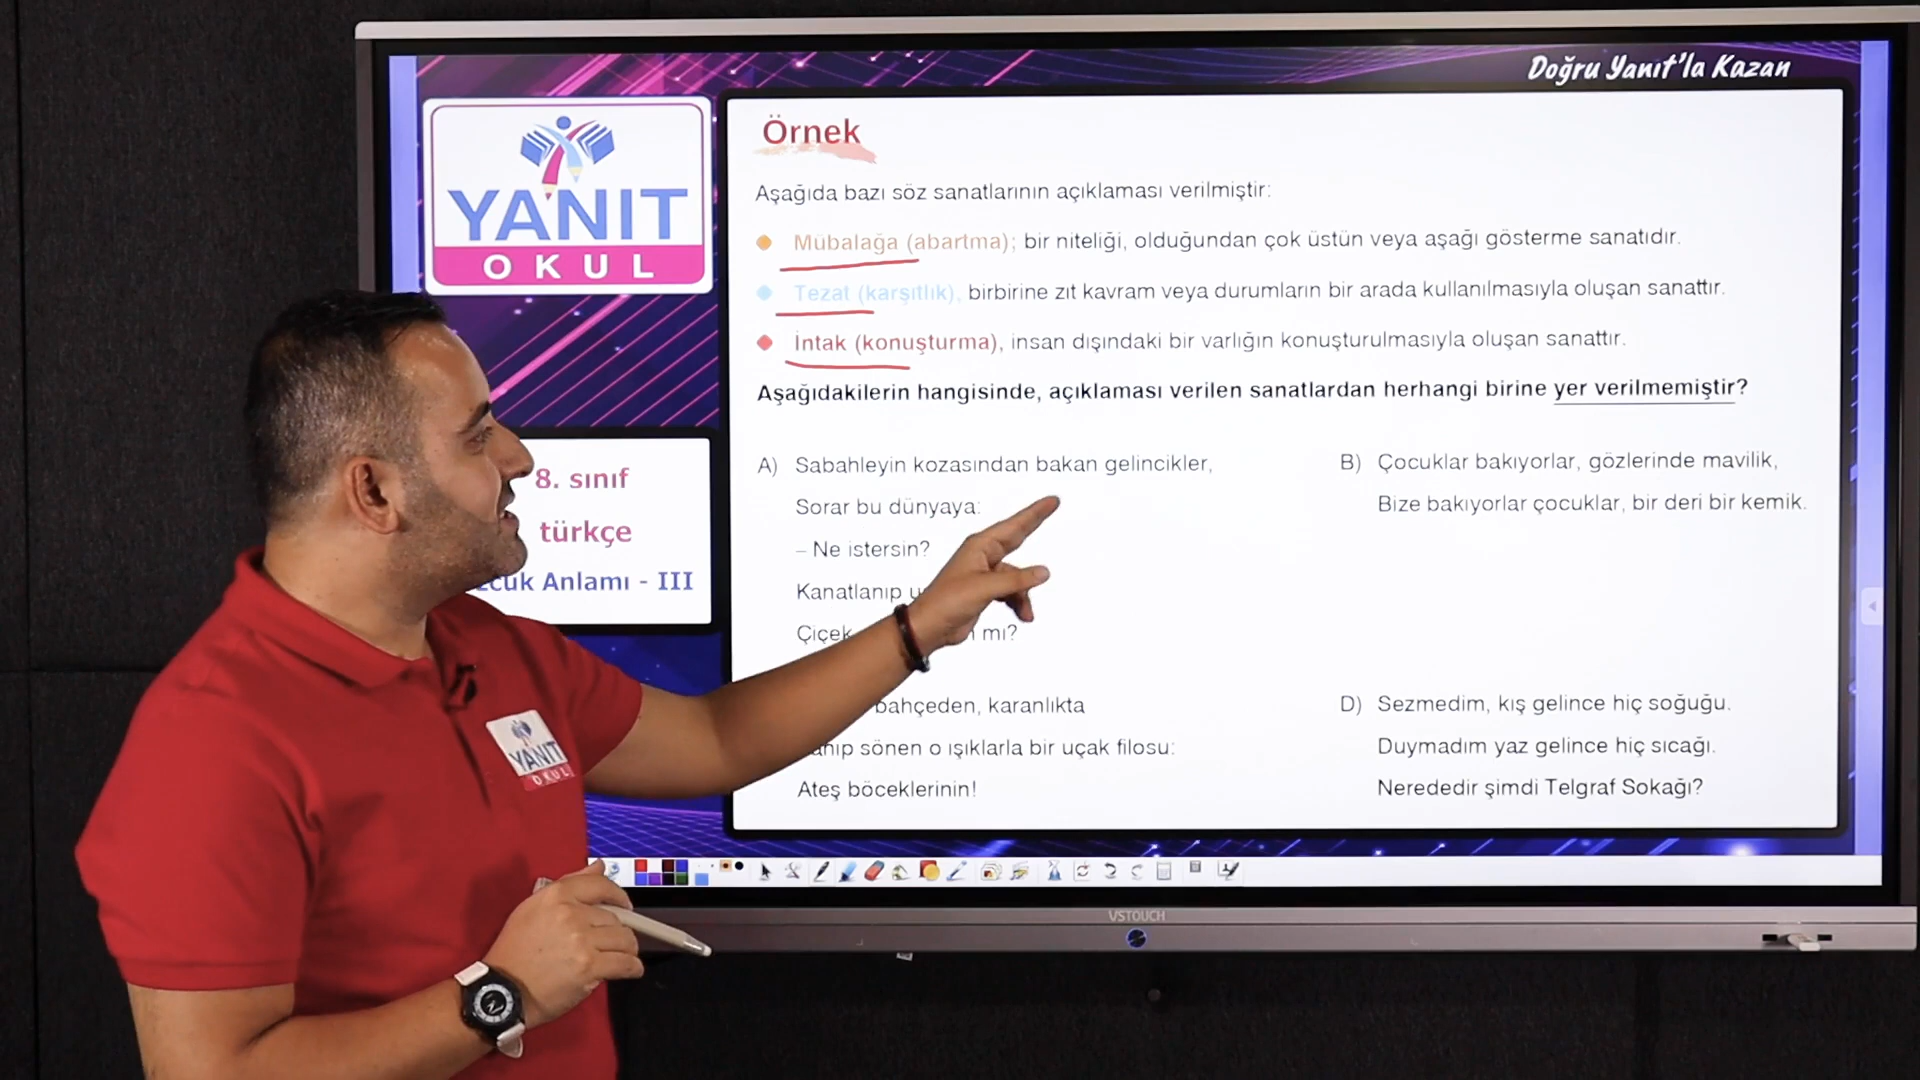 Doğru Yanıt'la Kazan
YANIT
OKUL
Örnek
Aşağıda bazı söz sanatlarının açıklaması verilmiştir:
Mübalağa (abartma); bir niteliği, olduğundan çok üstün veya aşağı gösterme sanatıdır.
Tezat (karşıtlık), birbirine zıt kavram veya durumların bir arada kullanılmasıyla oluşan sanattır.
İntak (konuşturma), insan dışındaki bir varlığın konuşturulmasıyla oluşan sanattır.
Aşağıdakilerin hangisinde, açıklaması verilen sanatlardan herhangi birine yer verilmemiştir?
A) Sabahleyin kozasından bakan gelincikler,
Sorar bu dünyaya:
– Ne istersin?
Kanatlanıp
Çiçek mı?
B) Çocuklar bakıyorlar, gözlerinde mavilik,
Bize bakıyorlar çocuklar, bir deri bir kemik.
bahçeden, karanlıkta
sönen o ışıklarla bir uçak filosu:
Ateş böceklerinin!
D) Sezmedim, kış gelince hiç soğuğu.
Duymadım yaz gelince hiç sıcağı.
Nerededir şimdi Telgraf Sokağı?
8. sınıf
türkçe
Anlamı - III
YANIT
OKUL
VSTOUCH